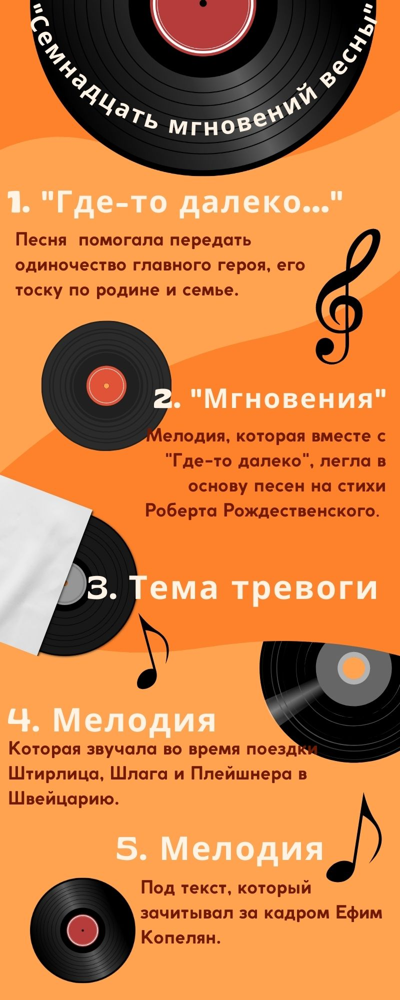 "Семнадцать мгновений весны"
1. "Где-то далеко..."
Песня  помогала передать
одиночество главного героя, его
тоску по родине и семье.
2. "Мгновения"
Мелодия, которая вместе с
"Где-то далеко", легла в
основу песен на стихи
Роберта Рождественского.
3. Тема тревоги
4. Мелодия
Которая звучала во время поездки
Штирлица, Шлага и Плейшнера в
Швейцарию.
5. Мелодия
Под текст, который
зачитывал за кадром Ефим
Копелян.